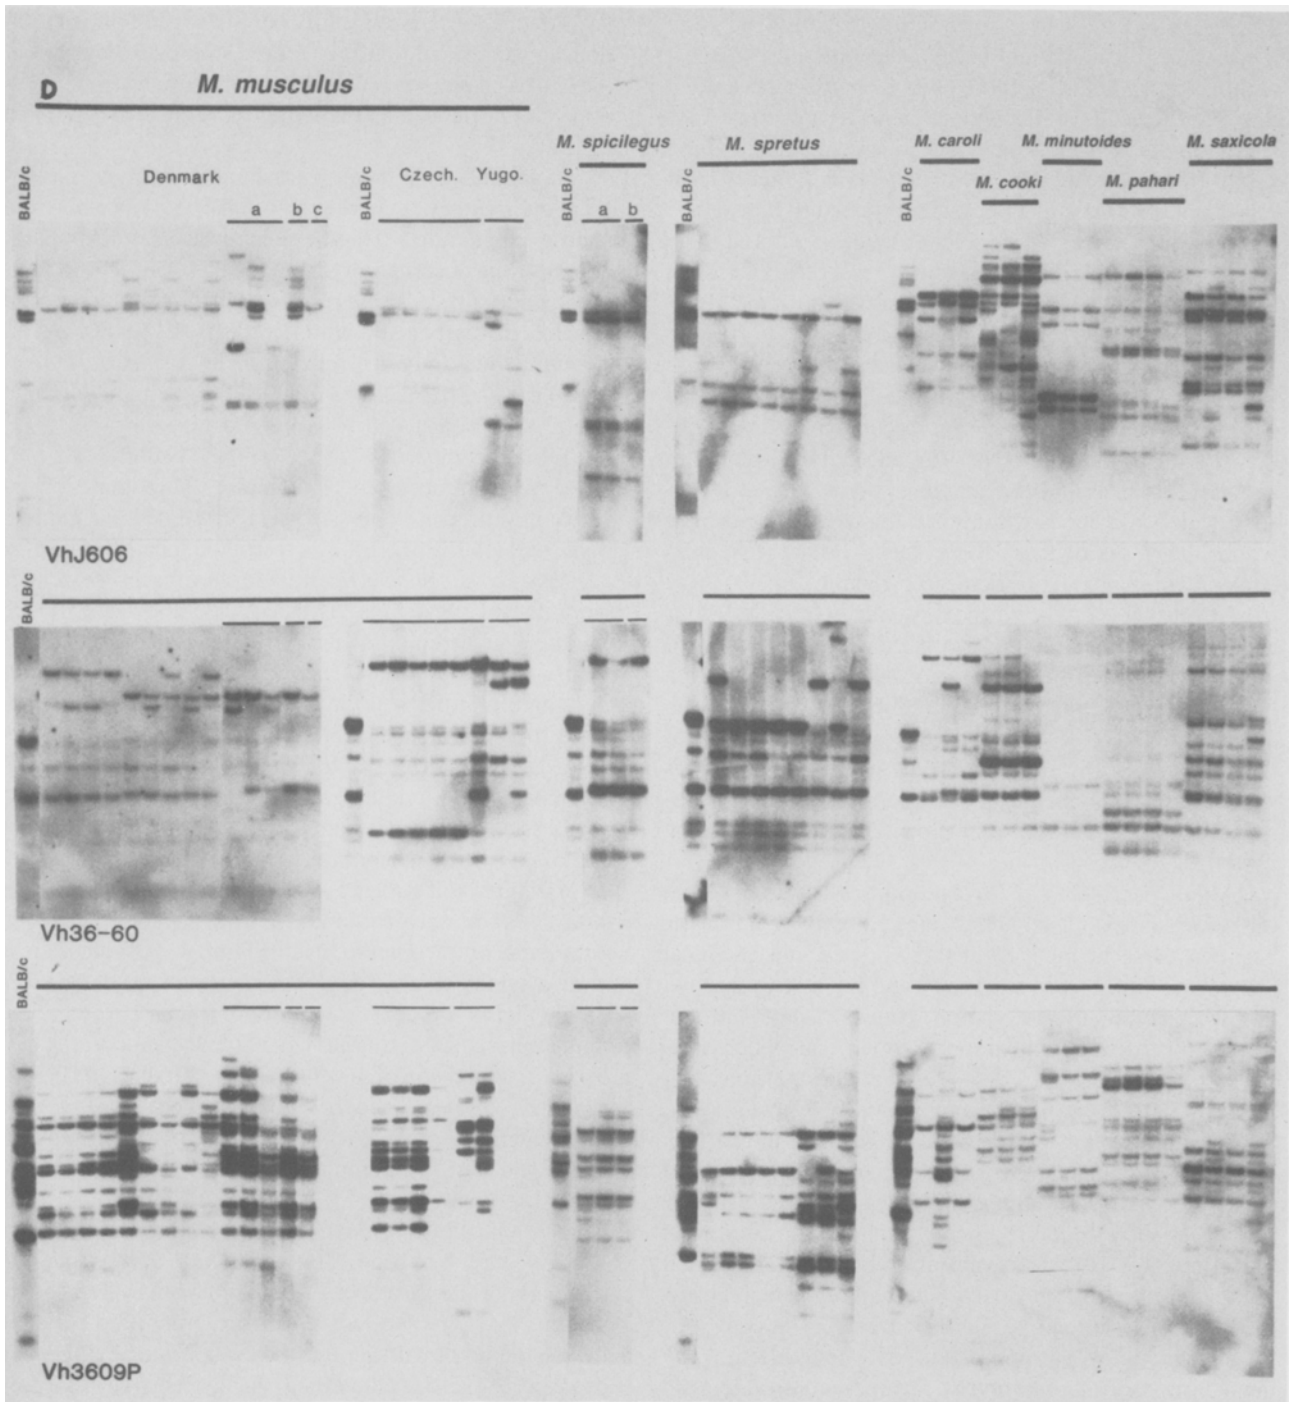 D M. musculus
M. spicilegus M. spretus M. caroli M. minutoides M. saxicola
BALB/c Denmark BALB/c Czech. Yugo. BALB/c BALB/c BALB/c M. cooki M. pahari
a b c a b
VhJ606
BALB/c
Vh36-60
BALB/c
Vh3609P